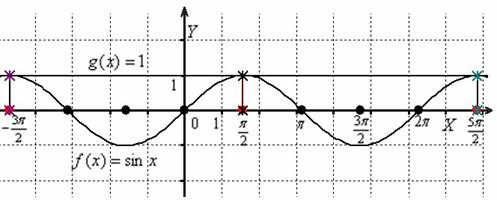 Y
g(x) = 1
1
-3π/2 0 1 π/2 π 3π/2 2π X 5π/2
f(x) = sin x